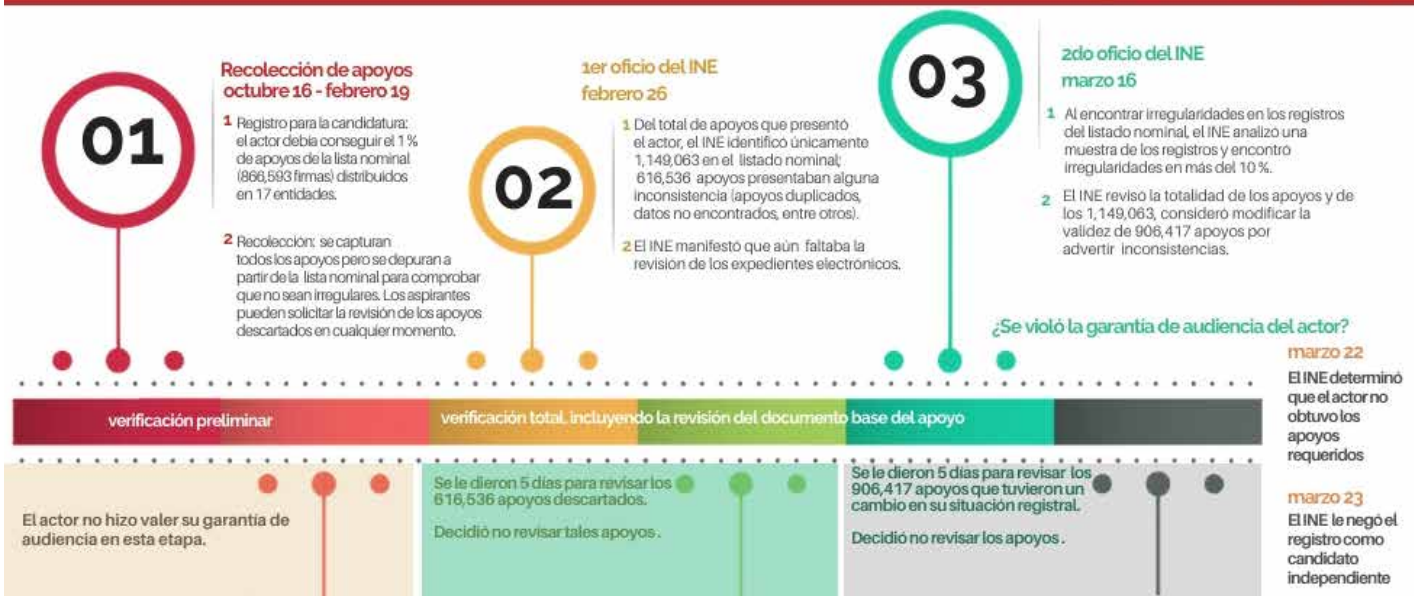 01
Recolección de apoyos
octubre 16 - febrero 19
1 Registro para la candidatura:
el actor debía conseguir el 1%
de apoyos de la lista nominal
(866,593 firmas) distribuidos
en 17 entidades.
2 Recolección: se capturan
todos los apoyos pero se depuran a
partir de la lista nominal para comprobar
que no sean irregulares. Los aspirantes
pueden solicitar la revisión de los apoyos
descartados en cualquier momento.
02
1er oficio del INE
febrero 26
1 Del total de apoyos que presentó
el actor, el INE identificó únicamente
1,149,063 en el listado nominal;
616,536 apoyos presentaban alguna
inconsistencia (apoyos duplicados,
datos no encontrados, entre otros).
2 El INE manifestó que aún faltaba la
revisión de los expedientes electrónicos.
03
2do oficio del INE
marzo 16
1 Al encontrar irregularidades en los registros
del listado nominal, el INE analizó una
muestra de los registros y encontró
irregularidades en más del 10 %.
2 El INE reviso la totalidad de los apoyos y de
los 1,149,063, consideró modificar la
validez de 906,417 apoyos por
advertir inconsistencias.
¿Se violó la garantía de audiencia del actor?
verificación preliminar
verificación total, incluyendo la revisión del documento base del apoyo
El actor no hizo valer su garantía de
audiencia en esta etapa.
Se le dieron 5 días para revisar los
616,536 apoyos descartados.
Decidió no revisar tales apoyos .
Se le dieron 5 días para revisar los
906,417 apoyos que tuvieron un
cambio en su situación registral.
Decidió no revisar los apoyos .
marzo 22
El INE determinó
que el actor no
obtuvo los
apoyos
requeridos
marzo 23
El INE le negó el
registro como
candidato
independiente